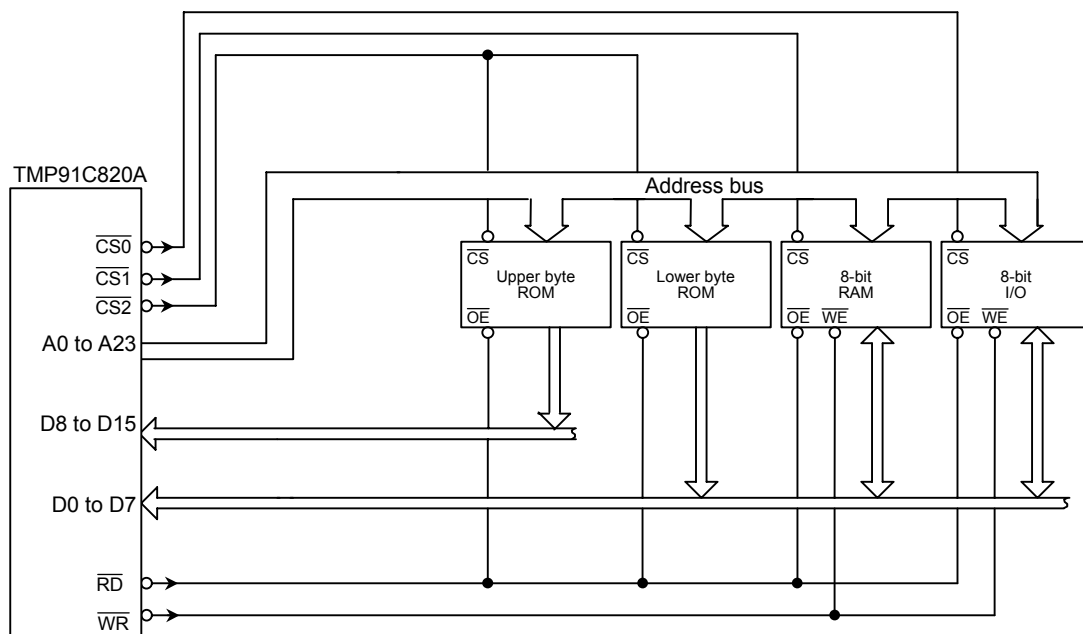 TMP91C820A
Address bus
CS0
CS1
CS2
A0 to A23
D8 to D15
D0 to D7
RD
WR
CS
Upper byte
ROM
OE
CS
Lower byte
ROM
OE
CS
8-bit
RAM
OE WE
CS
8-bit
I/O
OE WE